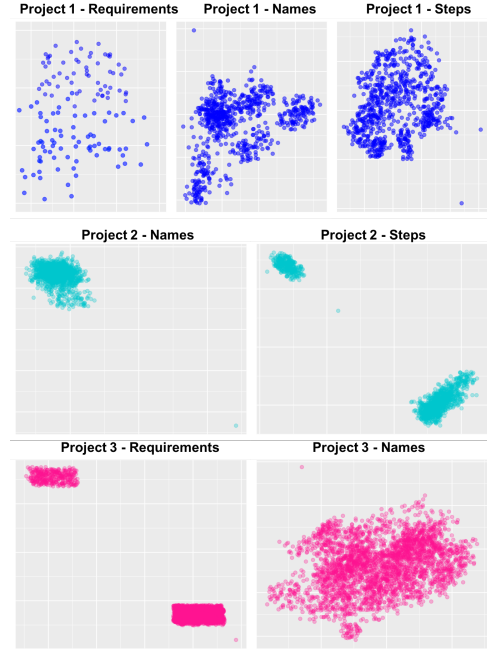 Project 1 - Requirements
Project 1 - Names
Project 1 - Steps
Project 2 - Names
Project 2 - Steps
Project 3 - Requirements
Project 3 - Names